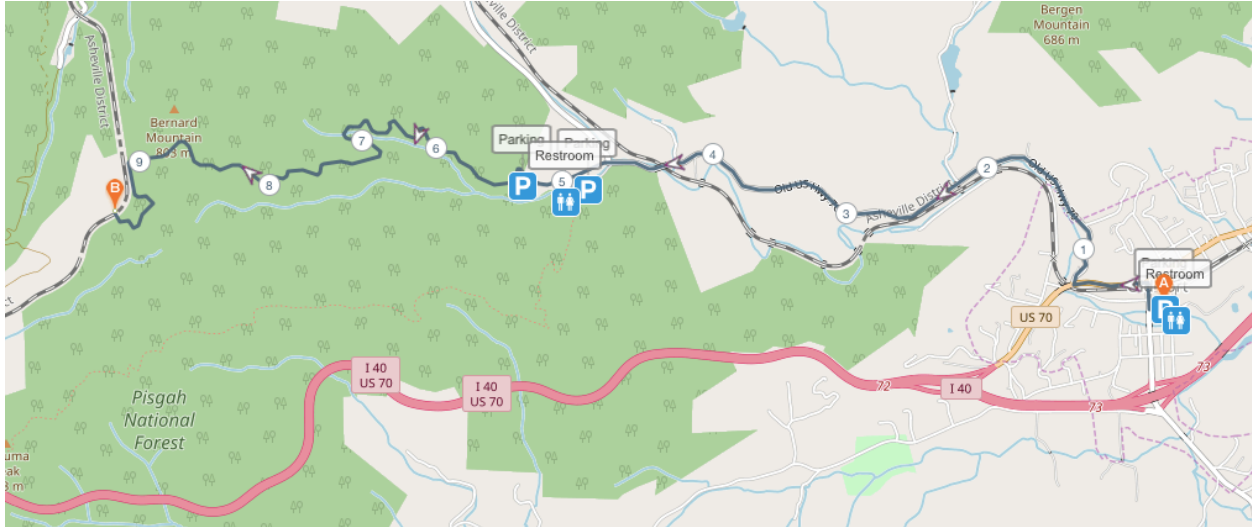 Bergen
Mountain
686 m
Asheville District
Asheville District
Bernard
Mountain
803 m
Parking
Parking
Restroom
P
P
9
8
7
6
5
4
3
2
1
Old US Hwy 70
Asheville District
Old US Hwy 70
Parking
Restroom
A
P
B
US 70
I 40
US 70
I 40
US 70
72
I 40
73
73
Pisgah
National
Forest